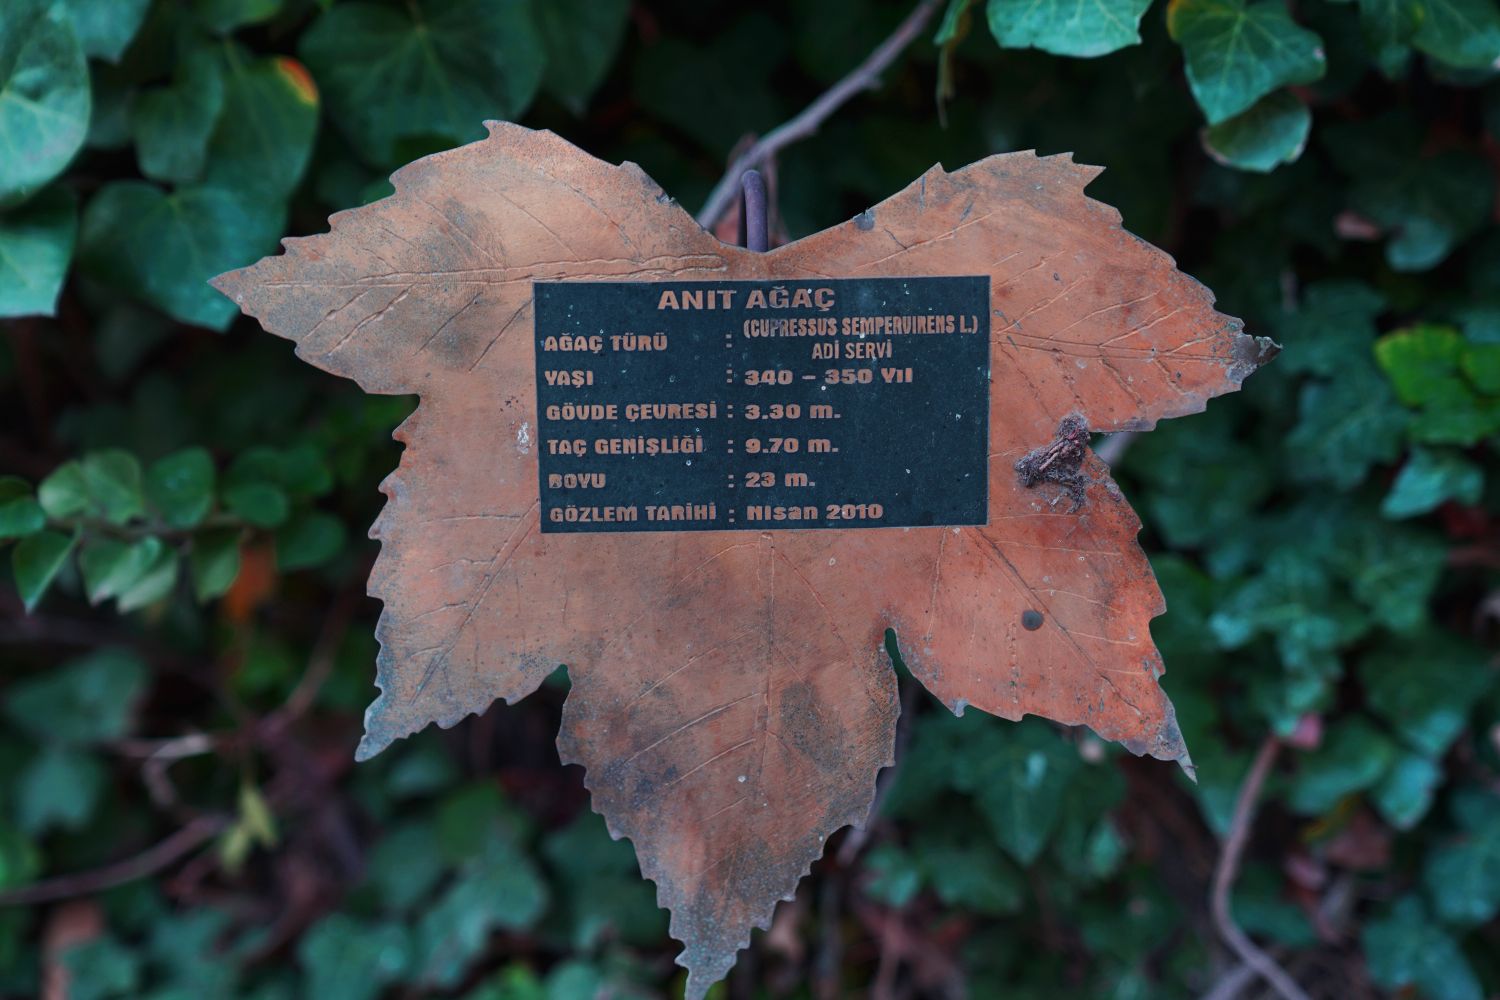 ANIT AĞAÇ
AĞAÇ TÜRÜ : (CUPRESSUS SEMPERVIRENS L.)
ADİ SERVİ
YAŞI : 340 – 350 YIl
GÖVDE ÇEVRESİ : 3.30 m.
TAÇ GENİŞLİĞİ : 9.70 m.
BOYU : 23 m.
GÖZLEM TARİHİ : Nisan 2010